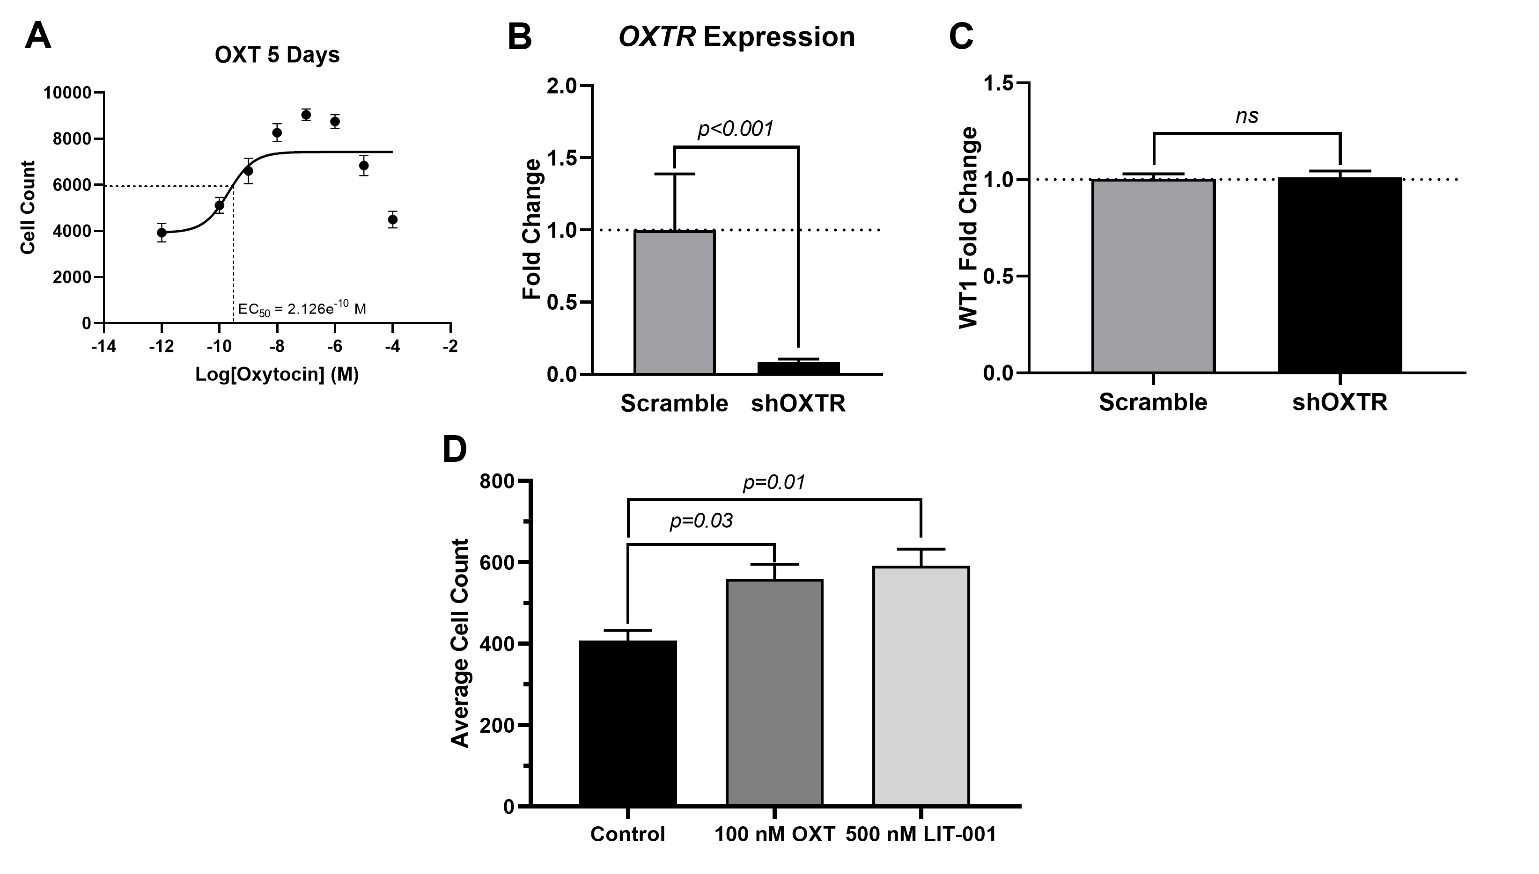 A
OXT 5 Days
10000
8000
6000
4000
2000
0
Cell Count
EC50 = 2.126e-10 M
-14 -12 -10 -8 -6 -4 -2
Log[Oxytocin] (M)
B
OXTR Expression
2.0
1.5
1.0
0.5
0.0
Fold Change
p<0.001
Scramble shOXTR
C
1.5
1.0
0.5
0.0
WT1 Fold Change
ns
Scramble shOXTR
D
800
600
400
200
0
Average Cell Count
p=0.01
p=0.03
Control 100 nM OXT 500 nM LIT-001